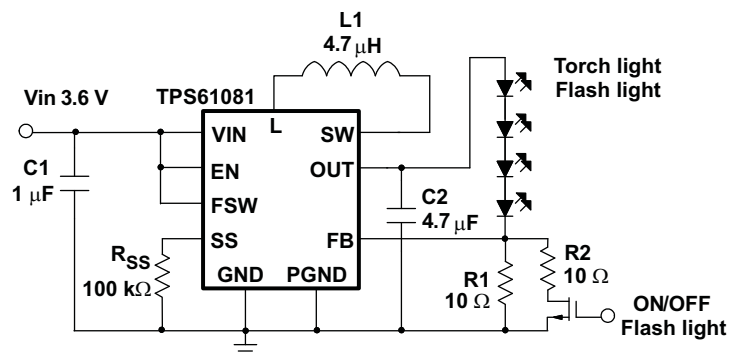 L1
4.7 μH
Vin 3.6 V
TPS61081
L
Torch light
Flash light
VIN
SW
EN
OUT
FSW
C1
1 μF
C2
4.7 μF
SS
FB
RSS
100 kΩ
GND
PGND
R1
10 Ω
R2
10 Ω
ON/OFF
Flash light